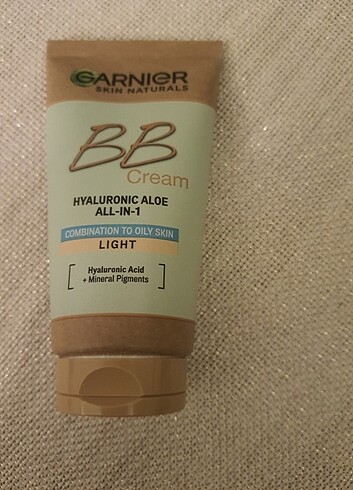 GARNIER
SKIN NATURALS
BB
Cream
HYALURONIC ALOE
ALL-IN-1
COMBINATION TO OILY SKIN
LIGHT
Hyaluronic Acid
+ Mineral Pigments